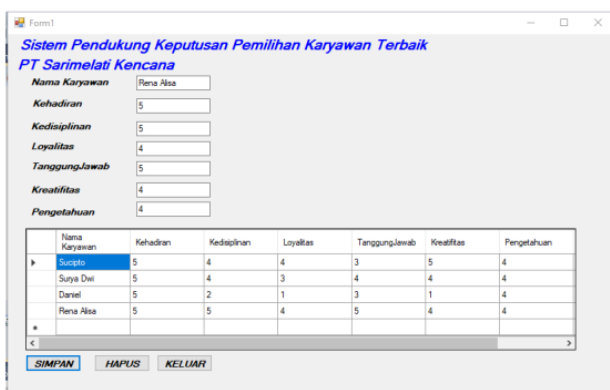 Form1
Sistem Pendukung Keputusan Pemilihan Karyawan Terbaik
PT Sarimelati Kencana
Nama Karyawan Rena Alisa
Kehadiran 5
Kedisiplinan 5
Loyalitas 4
TanggungJawab 5
Kreatifitas 4
Pengetahuan 4
Nama Karyawan Kehadiran Kedisiplinan Loyalitas TanggungJawab Kreatifitas Pengetahuan
Sucipto 5 4 4 3 5 4
Surya Dwi 5 4 3 4 4 4
Daniel 5 2 1 3 1 4
Rena Alisa 5 5 4 5 4 4
SIMPAN HAPUS KELUAR